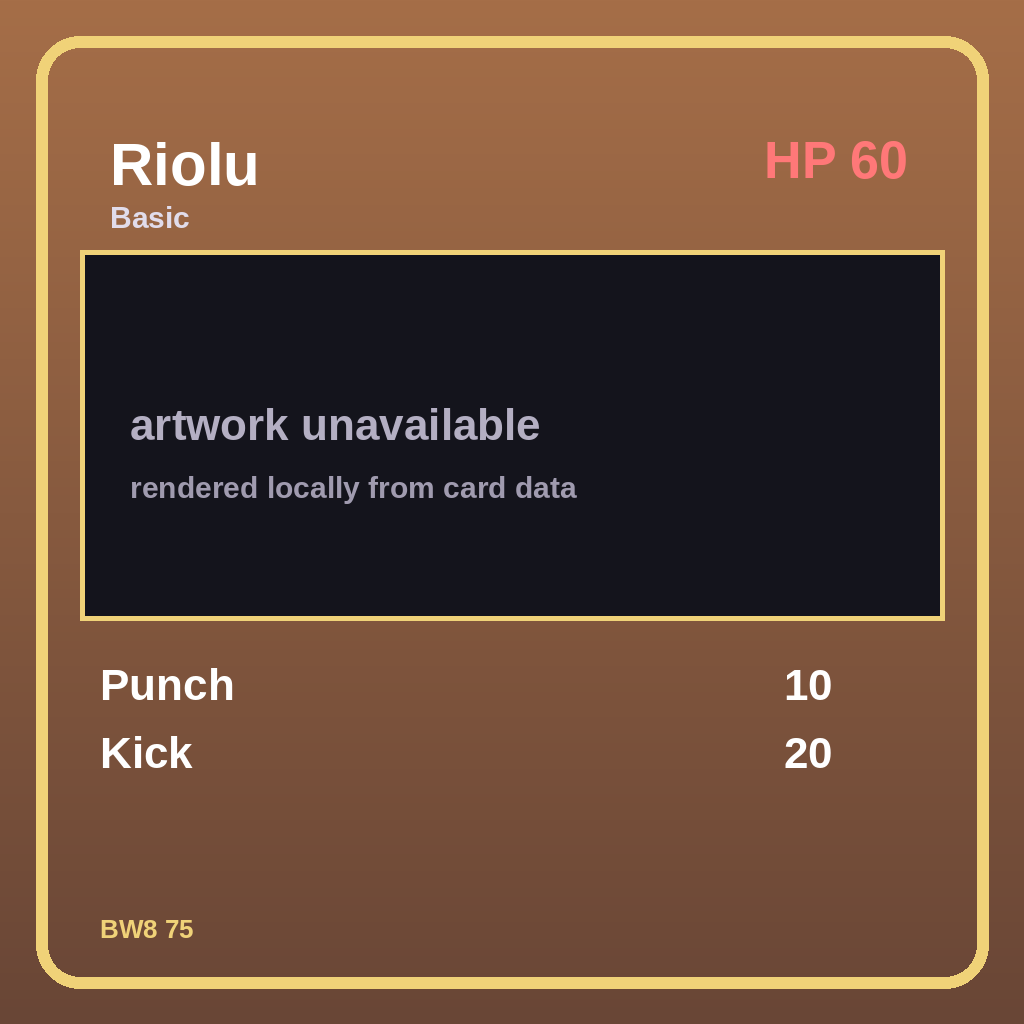 Riolu
HP 60
Basic
artwork unavailable
rendered locally from card data
Punch 10
Kick 20
BW8 75